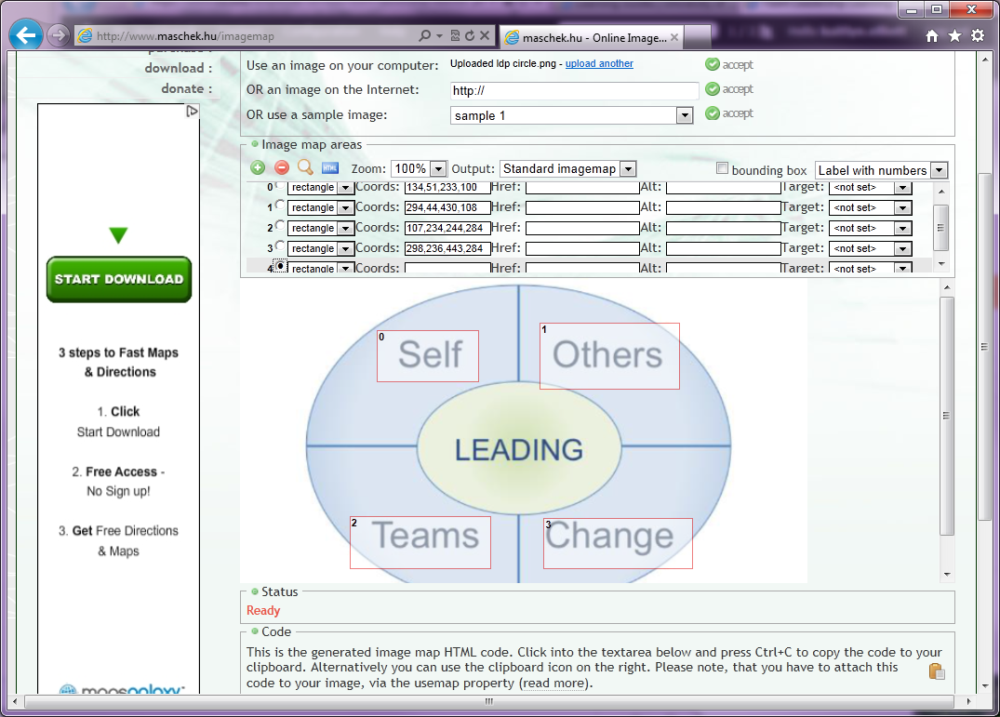 http://www.maschek.hu/imagemap
maschek.hu - Online Image...
download :
donate :
Use an image on your computer: Uploaded ldp circle.png - upload another accept
OR an image on the Internet: http:// accept
OR use a sample image: sample 1 accept
Image map areas
Zoom: 100% Output: Standard imagemap bounding box Label with numbers
0 rectangle Coords: 134,51,233,100 Href: Alt: Target: <not set>
1 rectangle Coords: 294,44,430,108 Href: Alt: Target: <not set>
2 rectangle Coords: 107,234,244,284 Href: Alt: Target: <not set>
3 rectangle Coords: 298,236,443,284 Href: Alt: Target: <not set>
4 rectangle Coords: Href: Alt: Target: <not set>
START DOWNLOAD
3 steps to Fast Maps
& Directions
1. Click
Start Download
2. Free Access -
No Sign up!
3. Get Free Directions
& Maps
mapsgalaxy
0 Self
1 Others
LEADING
2 Teams
3 Change
Status
Ready
Code
This is the generated image map HTML code. Click into the textarea below and press Ctrl+C to copy the code to your
clipboard. Alternatively you can use the clipboard icon on the right. Please note, that you have to attach this
code to your image, via the usemap property (read more).